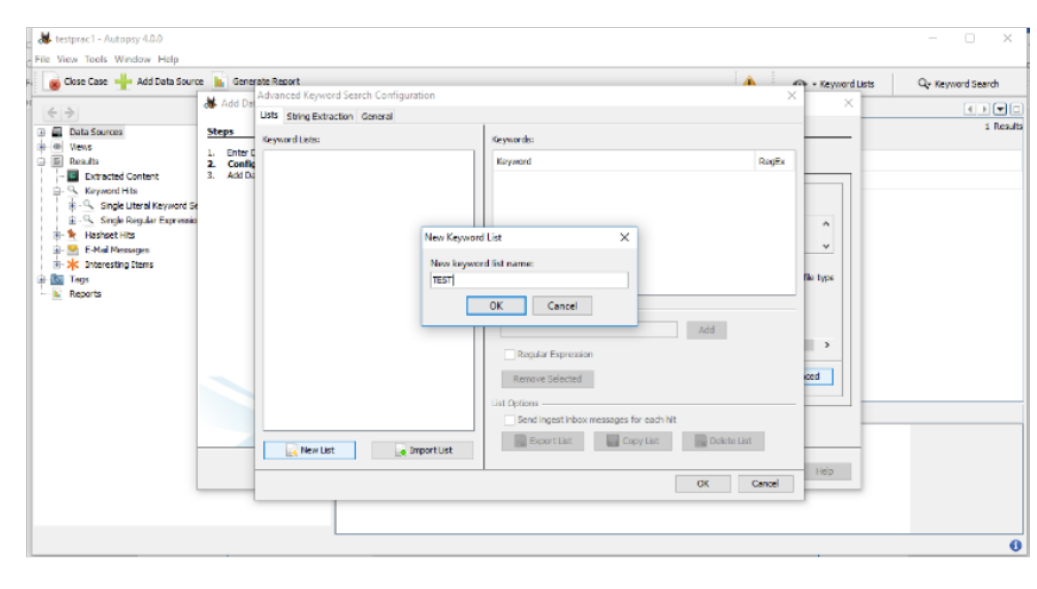 testprac1 - Autopsy 4.0.0
File View Tools Window Help
Close Case Add Data Source Generate Report Keyword Lists Keyword Search
Advanced Keyword Search Configuration
Add
Lists String Extraction General
1 Results
Data Sources
Views
Results
Extracted Content
Keyword Hits
Single Literal Keyword
Single Regular
Hashset Hits
E-Mail Messages
Interesting Items
Tags
Reports
Steps
1. Enter
2.
3. Add
Keyword Lists:
Keywords:
Keyword RegEx
New Keyword List
New keyword list name:
TEST
OK Cancel
file type
Add
Regular Expression
Remove Selected
List Options
Send ingest inbox messages for each hit
Export List Copy List Delete List
New List Import List
Help
OK Cancel